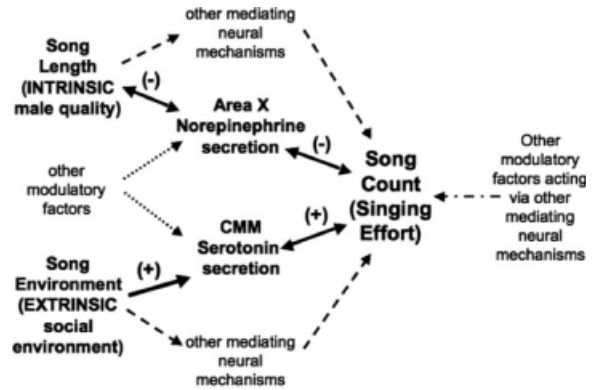 other mediating
neural
mechanisms
Song
Length
(INTRINSIC
male quality)
(-)
Area X
Norepinephrine
secretion
(-)
other
modulatory
factors
Song
Count
(Singing
Effort)
Other
modulatory
factors acting
via other
mediating
neural
mechanisms
CMM
Serotonin
secretion
(+)
Song
Environment
(EXTRINSIC
social
environment)
(+)
other mediating
neural
mechanisms